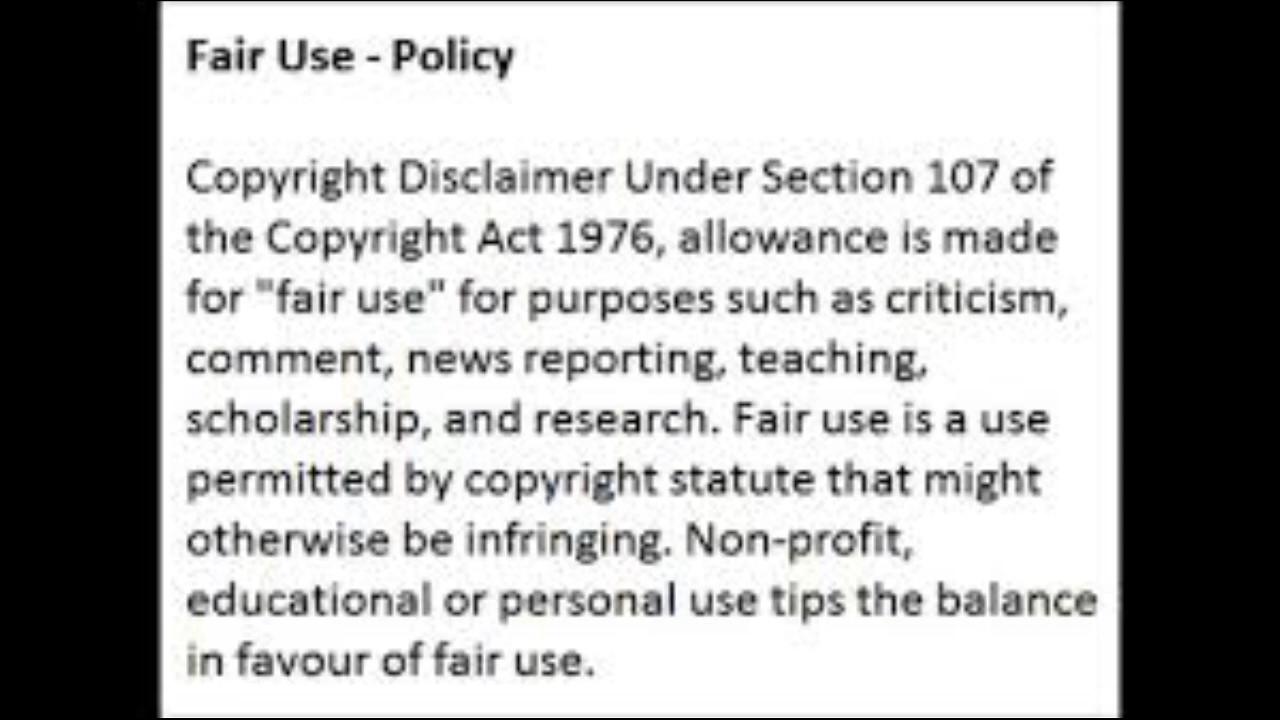 Fair Use - Policy
Copyright Disclaimer Under Section 107 of
the Copyright Act 1976, allowance is made
for "fair use" for purposes such as criticism,
comment, news reporting, teaching,
scholarship, and research. Fair use is a use
permitted by copyright statute that might
otherwise be infringing. Non-profit,
educational or personal use tips the balance
in favour of fair use.